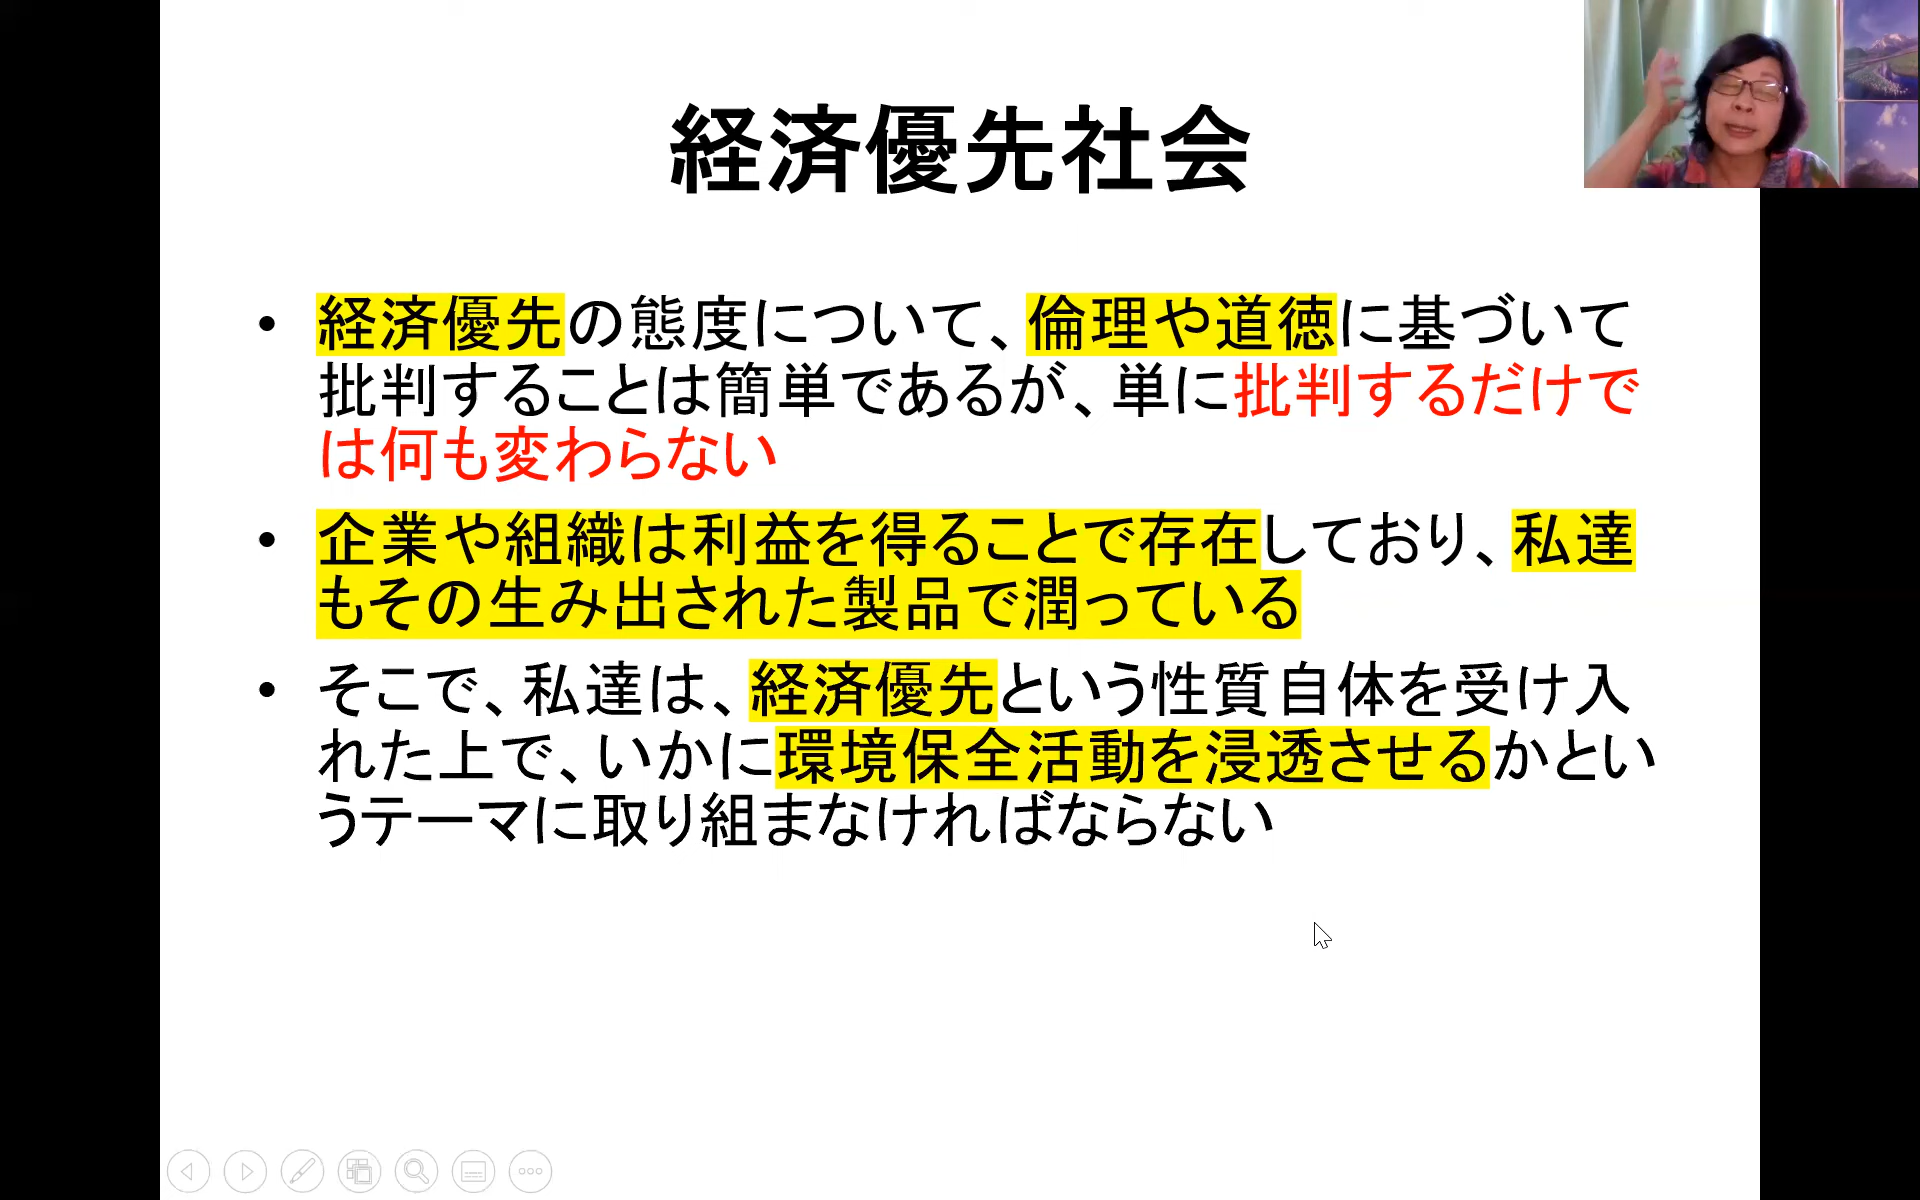 経済優先社会
• 経済優先の態度について、倫理や道徳に基づいて
批判することは簡単であるが、単に批判するだけで
は何も変わらない
• 企業や組織は利益を得ることで存在しており、私達
もその生み出された製品で潤っている
• そこで、私達は、経済優先という性質自体を受け入
れた上で、いかに環境保全活動を浸透させるかとい
うテーマに取り組まなければならない